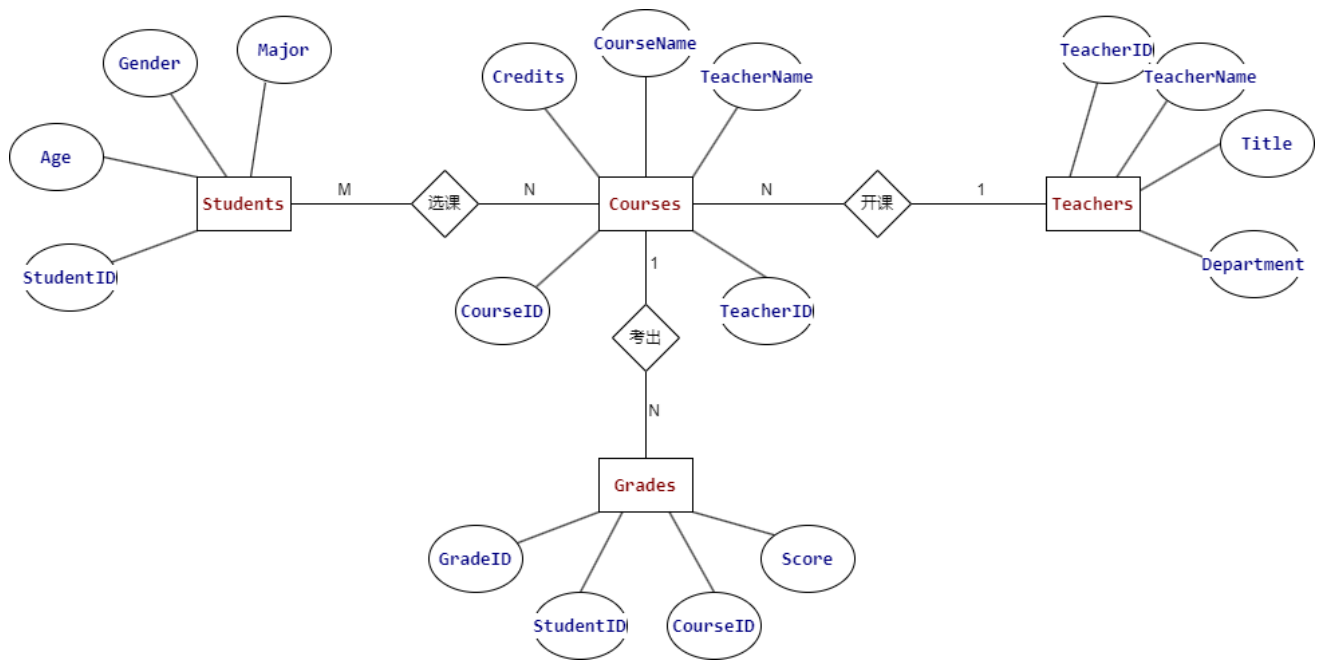 CourseName
TeacherID
Major
Gender
Credits
TeacherName
TeacherName
Title
Age
M
选课
N
Students
Courses
N
开课
1
Teachers
StudentID
1
Department
CourseID
TeacherID
考出
N
Grades
GradeID
Score
StudentID
CourseID